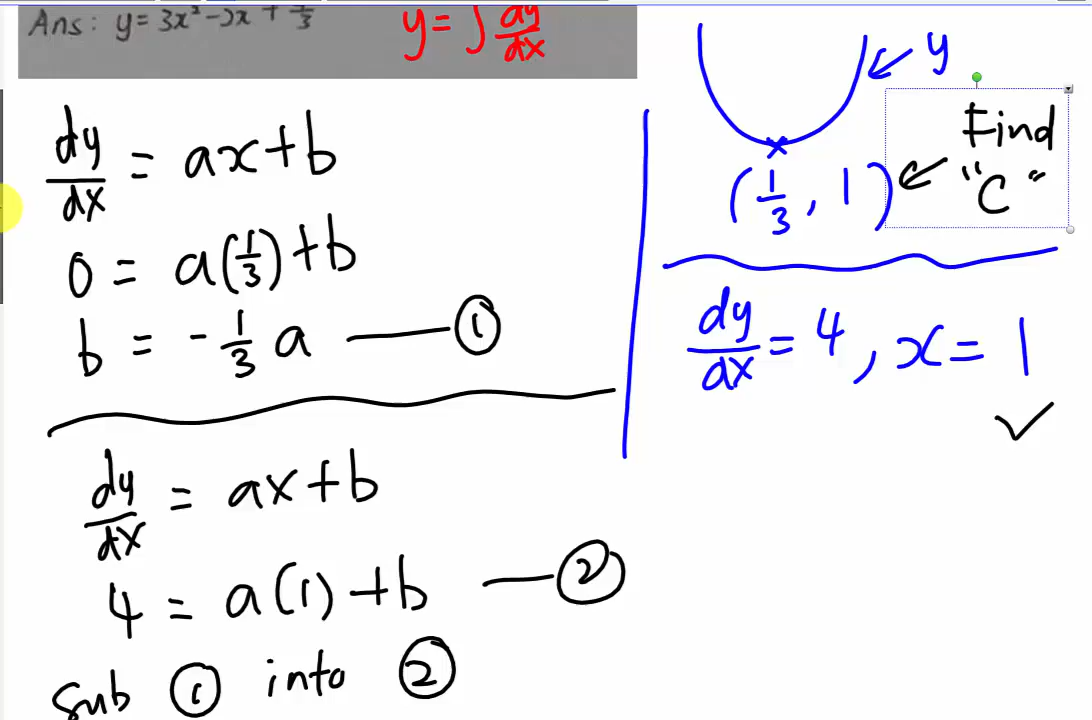 Ans: y = 3x² - 2x + 4/3
y = ∫ dy/dx
dy/dx = ax + b
0 = a(1/3) + b
b = -1/3 a —— ①
dy/dx = ax + b
4 = a(1) + b —— ②
Sub ① into ②
y
Find
"C"
(1/3, 1)
dy/dx = 4, x = 1